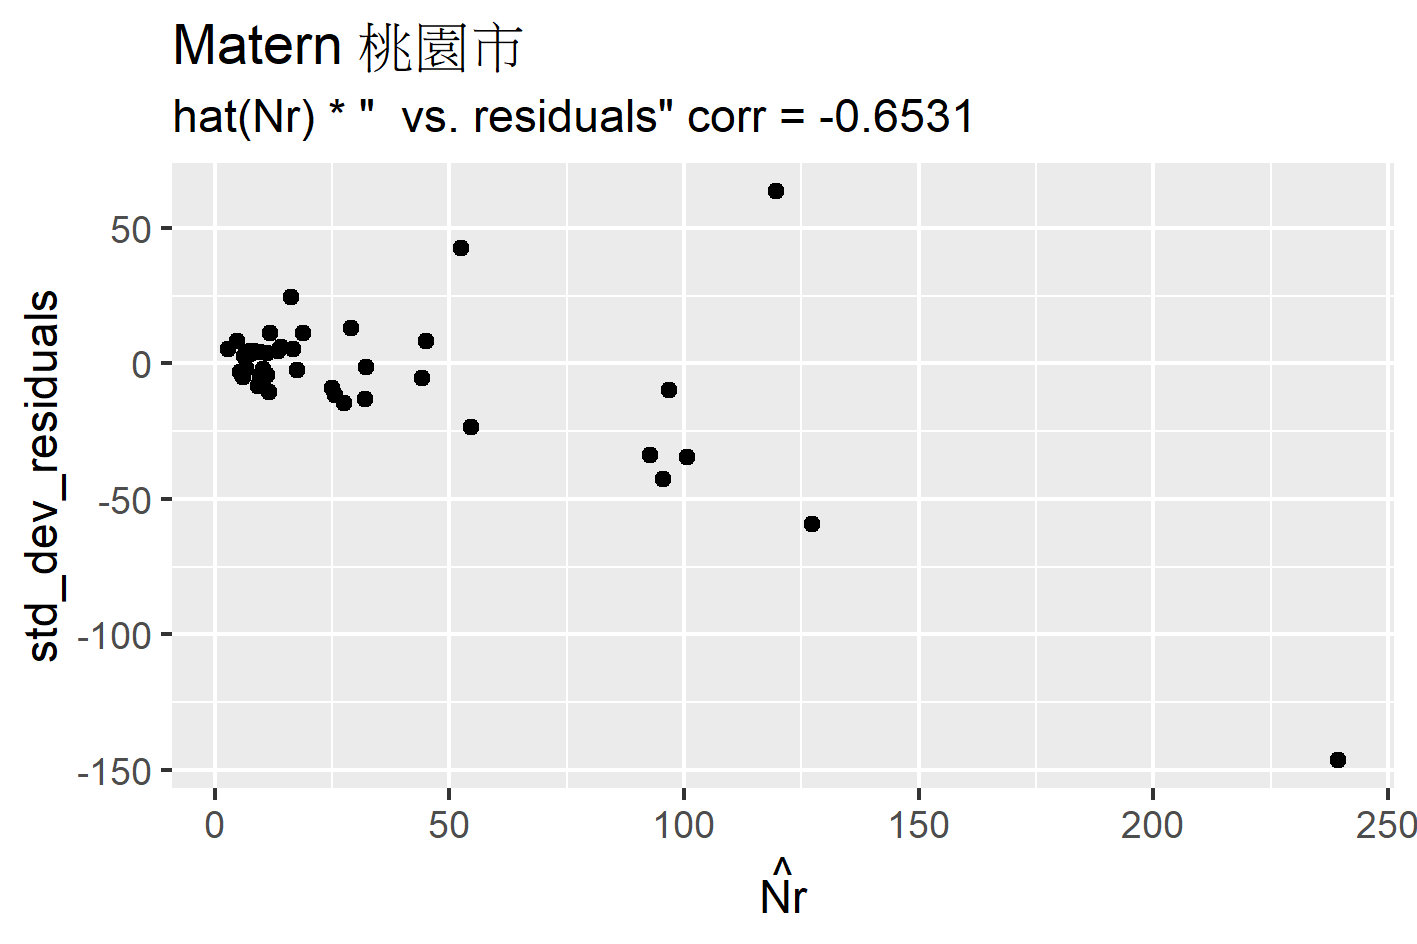 Matern 桃園市
hat(Nr) * "  vs. residuals" corr = -0.6531
std_dev_residuals
50
0
-50
-100
-150
0 50 100 150 200 250
N̂r